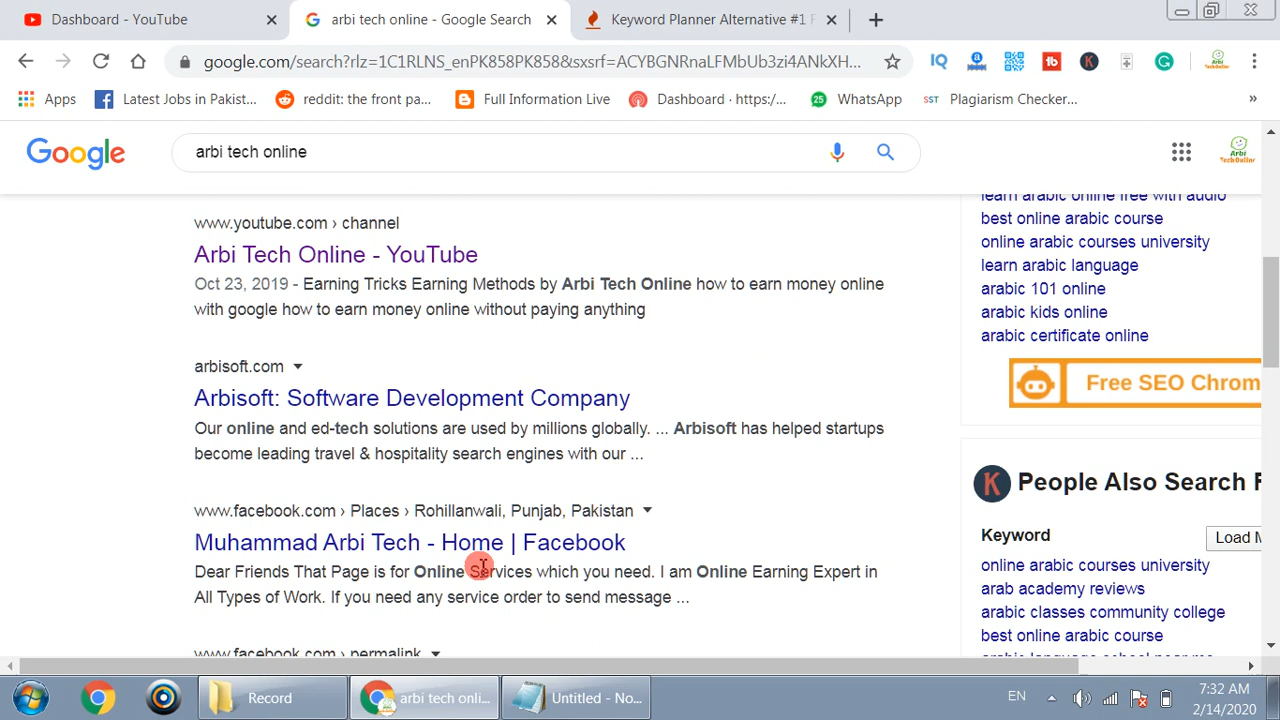 Dashboard - YouTube
arbi tech online - Google Search
Keyword Planner Alternative #1 F
google.com/search?rlz=1C1RLNS_enPK858PK858&sxsrf=ACYBGNRnaLFMbUb3zi4ANkXH...
Apps
Latest Jobs in Pakist...
reddit: the front pa...
Full Information Live
Dashboard · https:/...
25
WhatsApp
SST
Plagiarism Checker...
»
Google
arbi tech online
Arbi
Tech Online
www.youtube.com › channel
Arbi Tech Online - YouTube
Oct 23, 2019 - Earning Tricks Earning Methods by Arbi Tech Online how to earn money online
with google how to earn money online without paying anything
arbisoft.com
Arbisoft: Software Development Company
Our online and ed-tech solutions are used by millions globally. ... Arbisoft has helped startups
become leading travel & hospitality search engines with our ...
www.facebook.com › Places › Rohillanwali, Punjab, Pakistan
Muhammad Arbi Tech - Home | Facebook
Dear Friends That Page is for Online Services which you need. I am Online Earning Expert in
All Types of Work. If you need any service order to send message ...
www.facebook.com › permalink
learn arabic online free with audio
best online arabic course
online arabic courses university
learn arabic language
arabic 101 online
arabic kids online
arabic certificate online
Free SEO Chrom
K
People Also Search F
Keyword
Load M
online arabic courses university
arab academy reviews
arabic classes community college
best online arabic course
arabic language school near me
Record
arbi tech onli...
Untitled - No...
EN
7:32 AM
2/14/2020